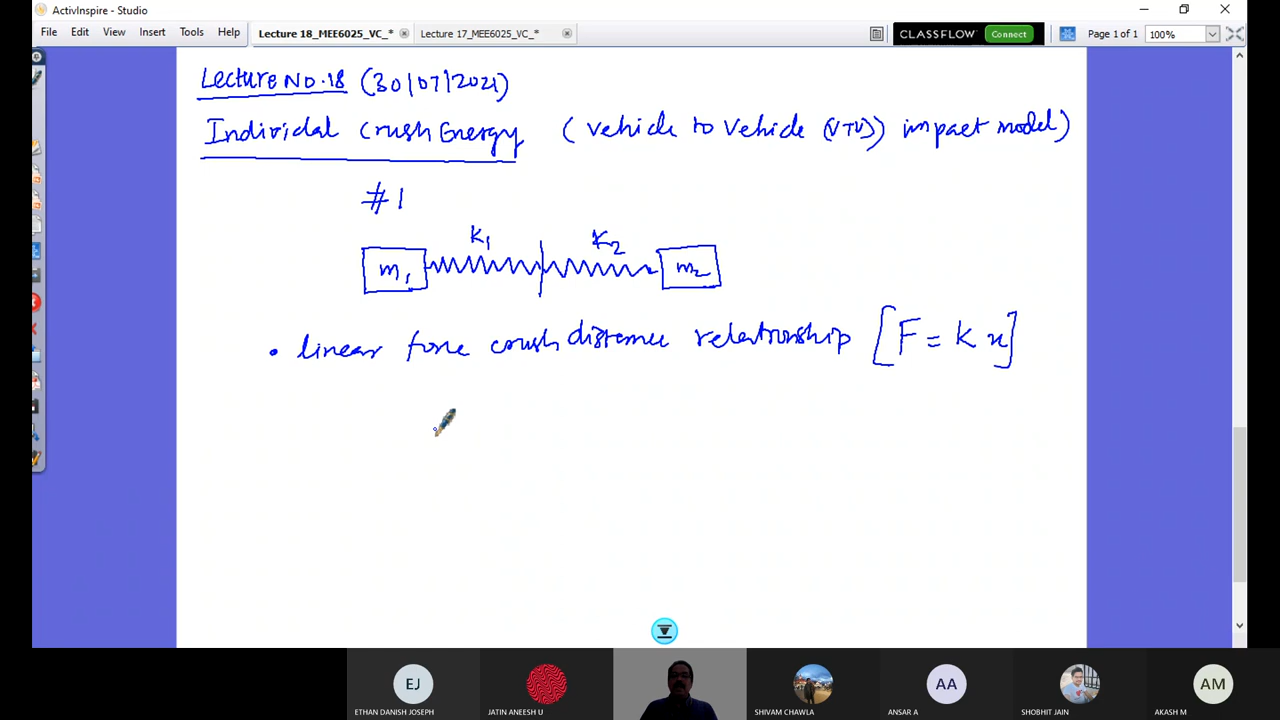 ActivInspire - Studio
File Edit View Insert Tools Help
Lecture 18_MEE6025_VC_* Lecture 17_MEE6025_VC_*
CLASSFLOW Connect
Page 1 of 1 100%
Lecture No.18 (30/07/2021)
Individal Crush Energy (Vehicle to Vehicle (VTV)) impact model)
#1
K1 K2
m1 m2
• linear force crush distance relationship [F = K x]
EJ AA AM
ETHAN DANISH JOSEPH JATIN ANEESH U SHIVAM CHAWLA ANSAR A SHOBHIT JAIN AKASH M